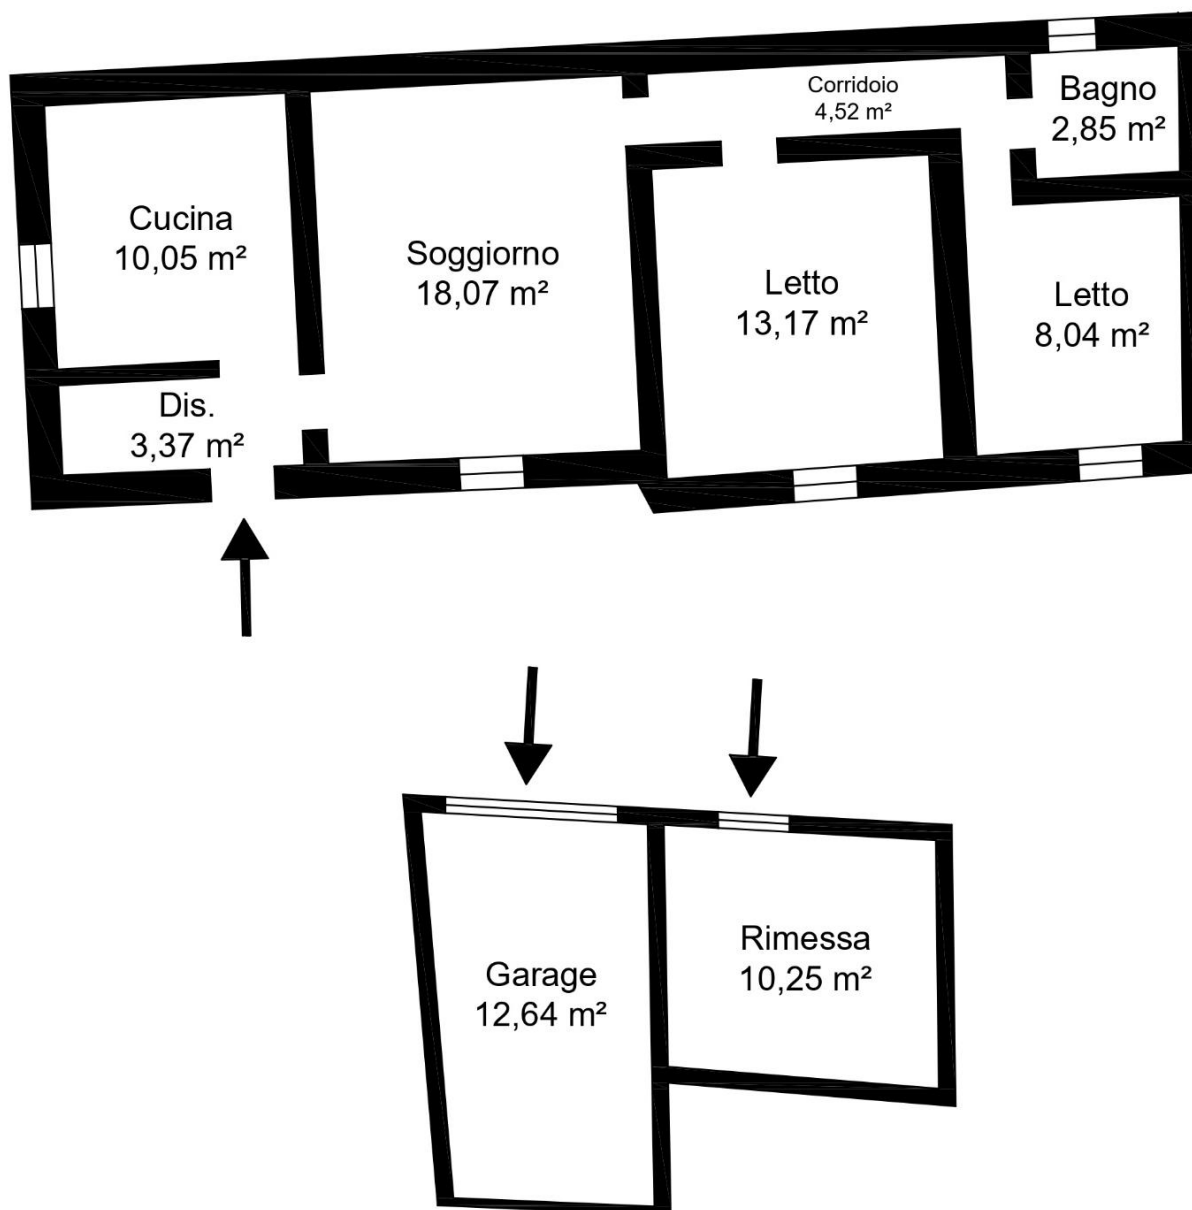 Corridoio
4,52 m²
Bagno
2,85 m²
Cucina
10,05 m²
Soggiorno
18,07 m²
Letto
13,17 m²
Letto
8,04 m²
Dis.
3,37 m²
Garage
12,64 m²
Rimessa
10,25 m²